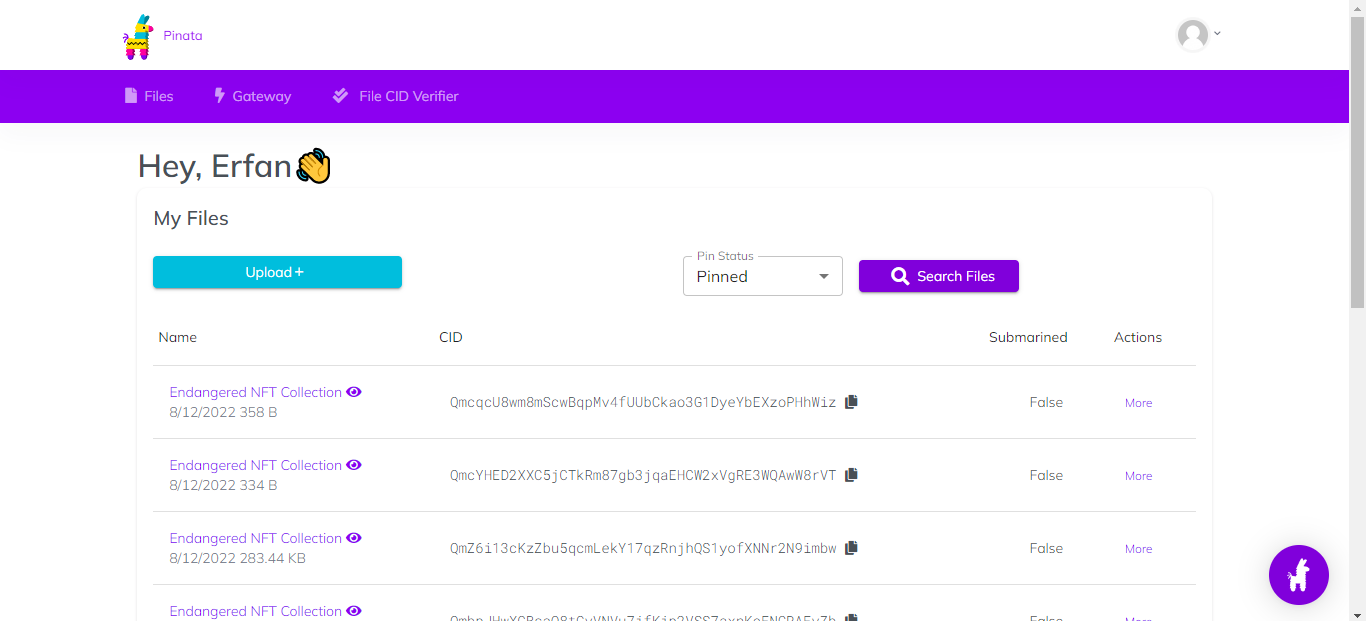 Pinata
Files Gateway File CID Verifier
Hey, Erfan
My Files
Upload +
Pin Status
Pinned
Search Files
Name CID Submarined Actions
Endangered NFT Collection
8/12/2022 358 B
QmcqcU8wm8mScwBqpMv4fUUbCkao3G1DyeYbEXzoPHhWiz False More
Endangered NFT Collection
8/12/2022 334 B
QmcYHED2XXC5jCTkRm87gb3jqaEHCW2xVgRE3WQAwW8rVT False More
Endangered NFT Collection
8/12/2022 283.44 KB
QmZ6i13cKzZbu5qcmLekY17qzRnjhQS1yofXNNr2N9imbw False More
Endangered NFT Collection
False More